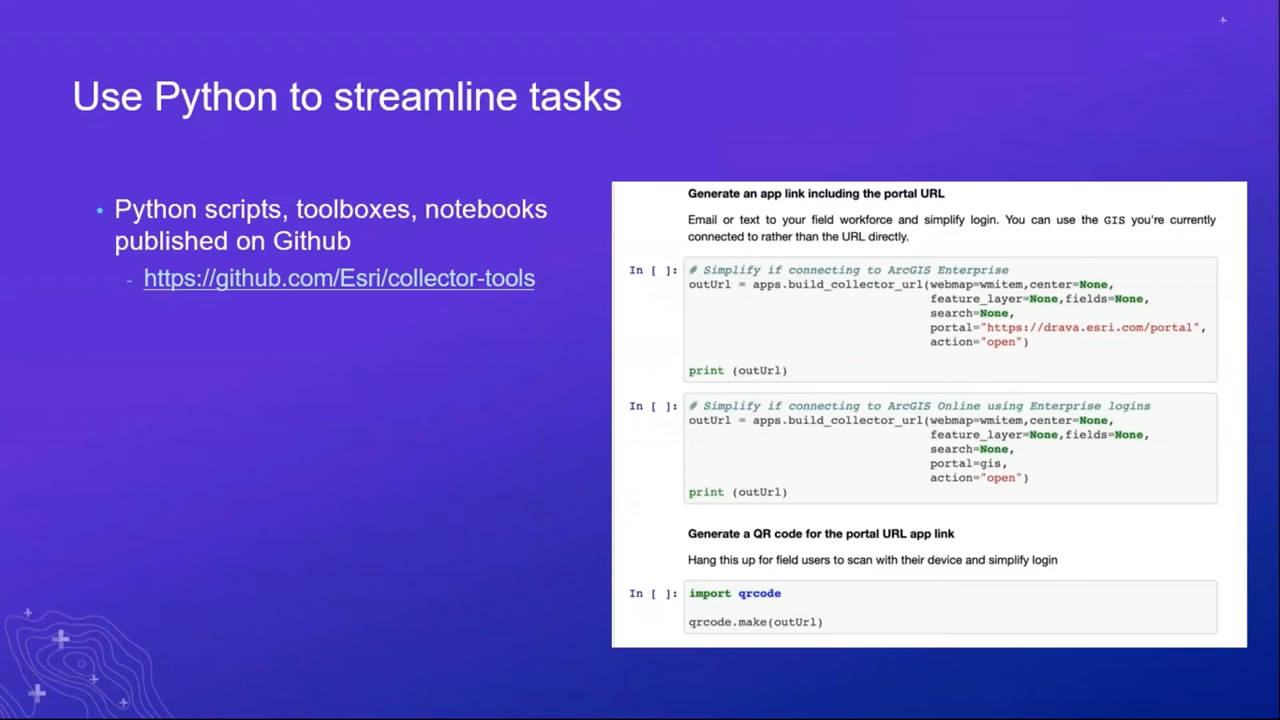 Use Python to streamline tasks
• Python scripts, toolboxes, notebooks
published on Github
- https://github.com/Esri/collector-tools
Generate an app link including the portal URL
Email or text to your field workforce and simplify login. You can use the GIS you're currently
connected to rather than the URL directly.
In [ ]: # Simplify if connecting to ArcGIS Enterprise
outUrl = apps.build_collector_url(webmap=wmitem,center=None,
feature_layer=None,fields=None,
search=None,
portal="https://drava.esri.com/portal",
action="open")
print (outUrl)
In [ ]: # Simplify if connecting to ArcGIS Online using Enterprise logins
outUrl = apps.build_collector_url(webmap=wmitem,center=None,
feature_layer=None,fields=None,
search=None,
portal=gis,
action="open")
print (outUrl)
Generate a QR code for the portal URL app link
Hang this up for field users to scan with their device and simplify login
In [ ]: import qrcode
qrcode.make(outUrl)